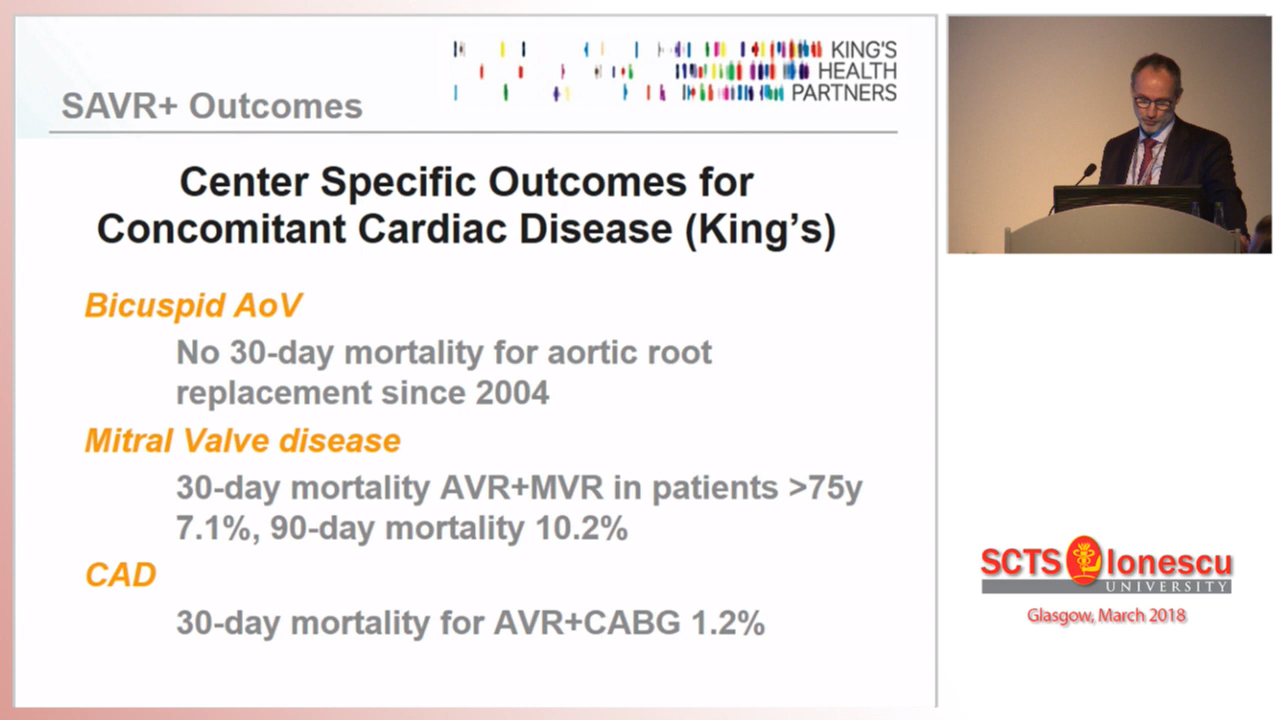 KING'S
HEALTH
PARTNERS
SAVR+ Outcomes
Center Specific Outcomes for
Concomitant Cardiac Disease (King's)
Bicuspid AoV
No 30-day mortality for aortic root
replacement since 2004
Mitral Valve disease
30-day mortality AVR+MVR in patients >75y
7.1%, 90-day mortality 10.2%
CAD
30-day mortality for AVR+CABG 1.2%
SCTS Ionescu
UNIVERSITY
Glasgow, March 2018